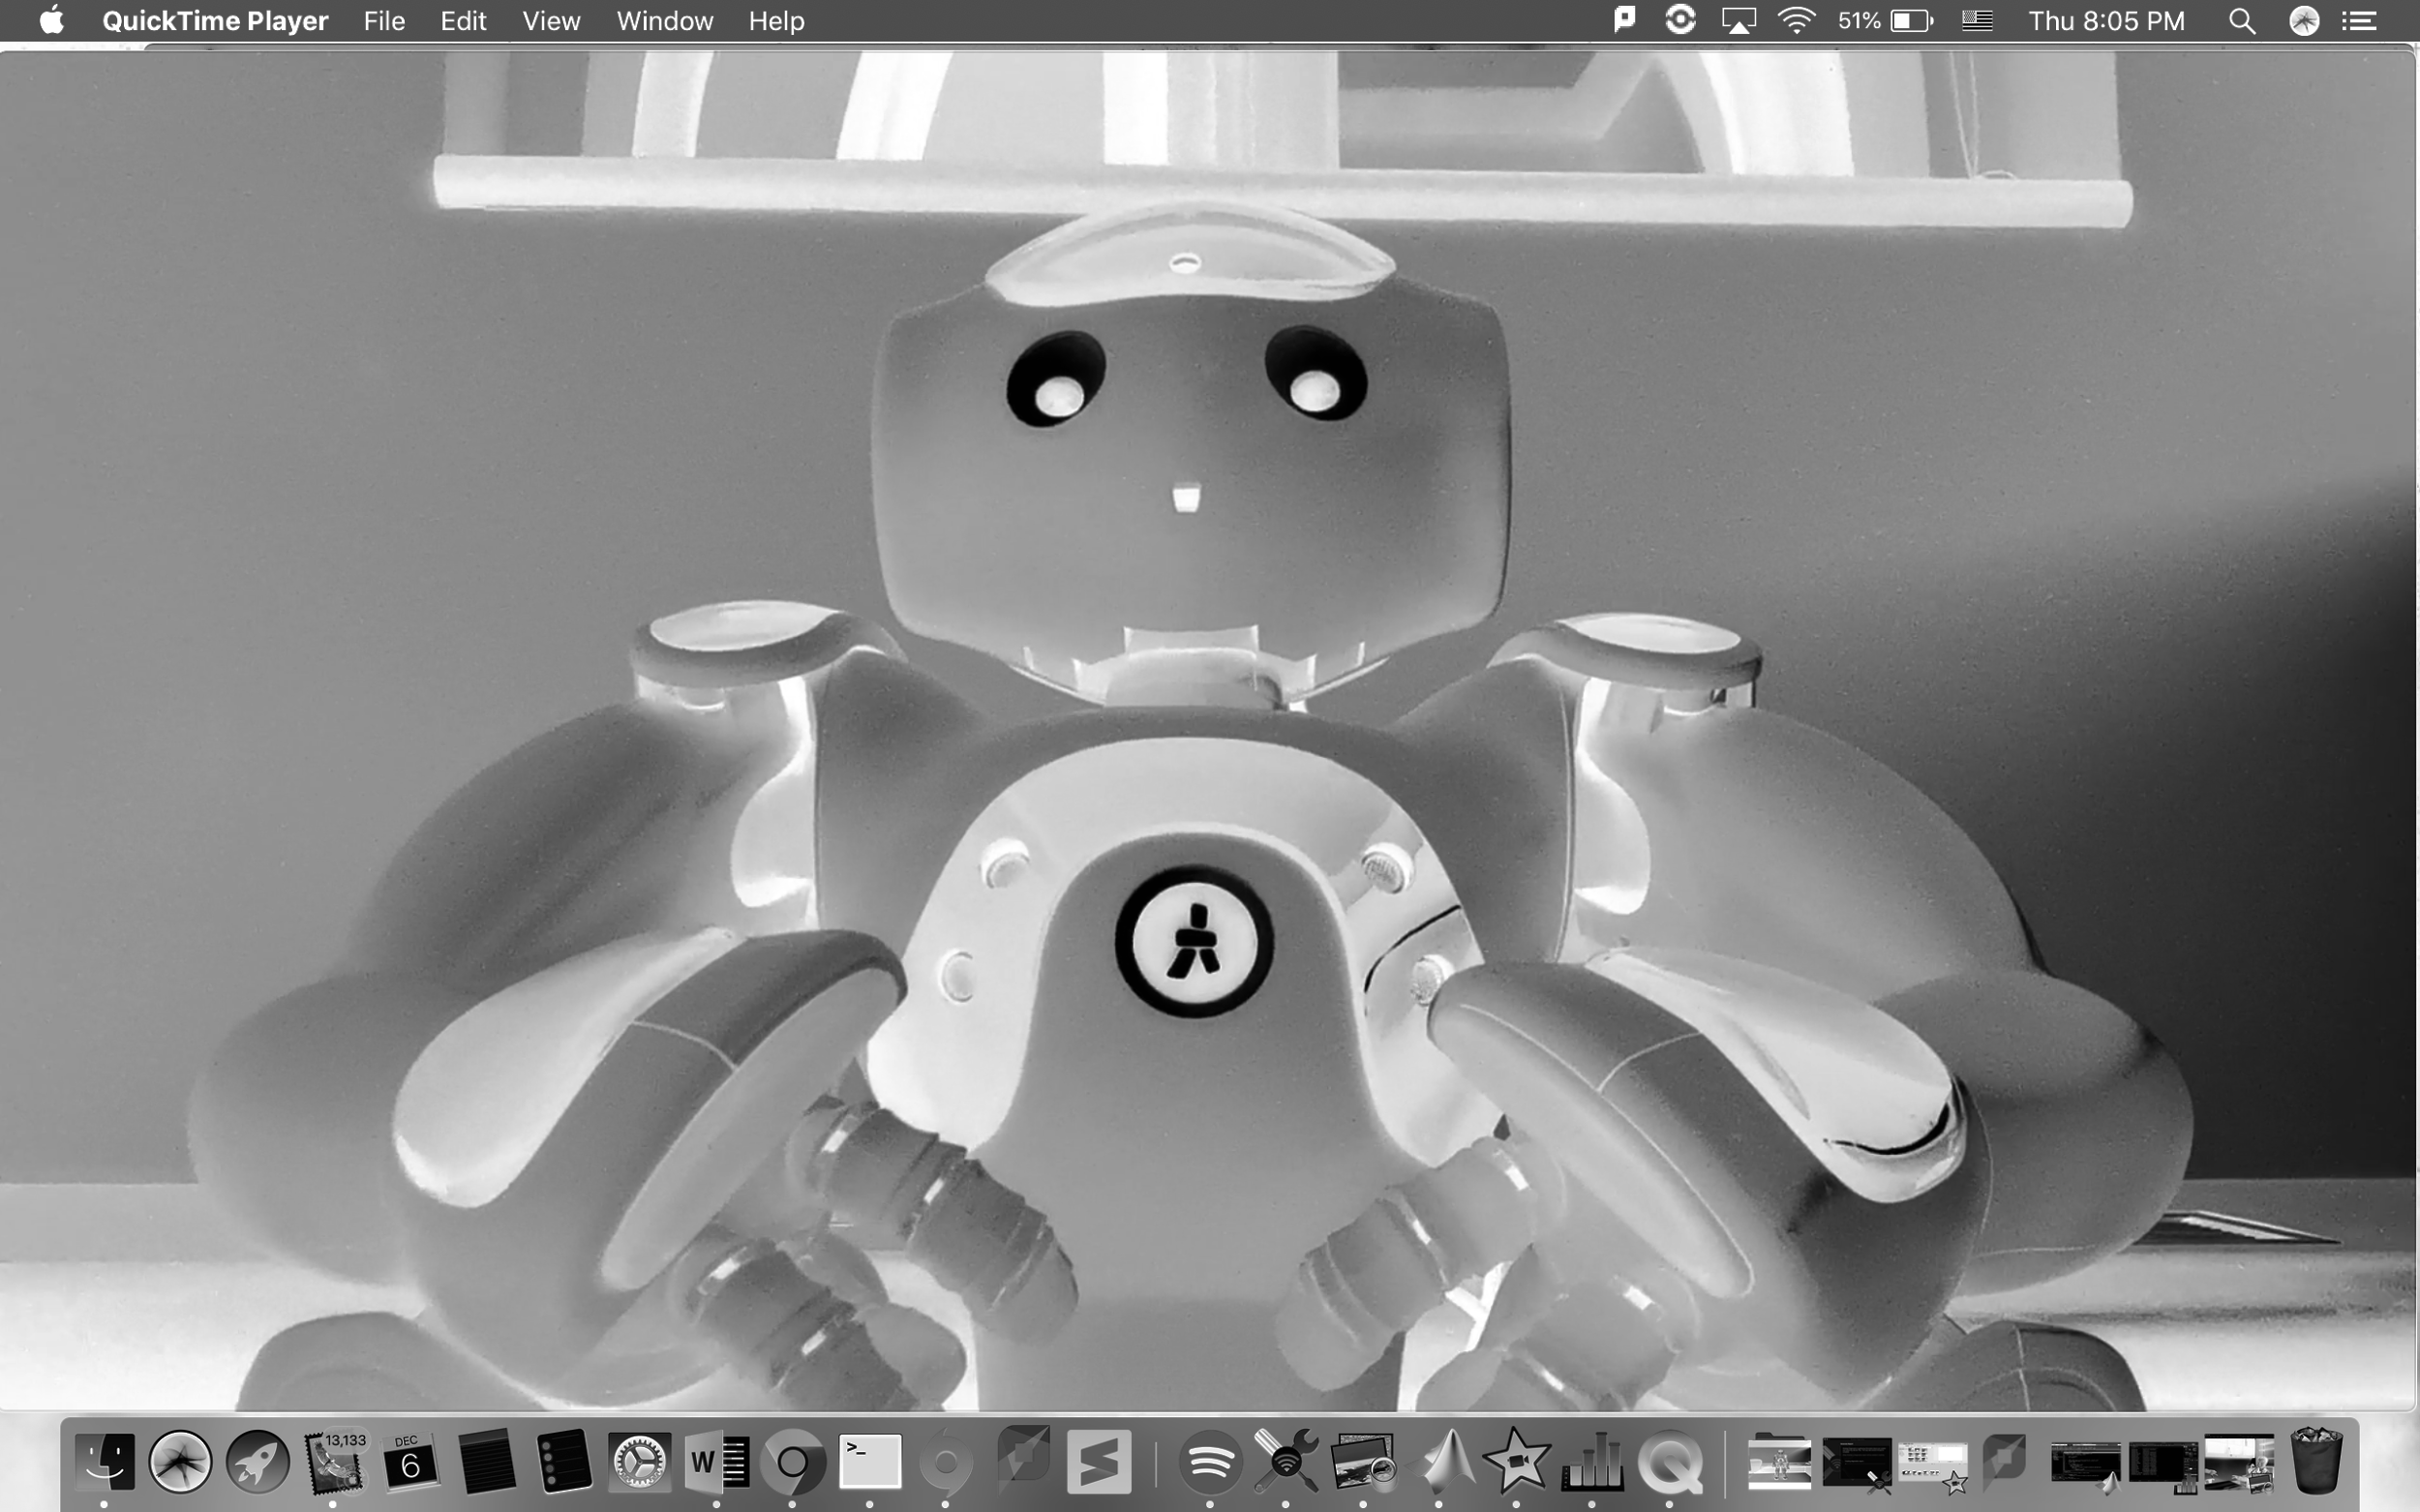 QuickTime Player File Edit View Window Help 51% Thu 8:05 PM
13,133
DEC
6
W
>_